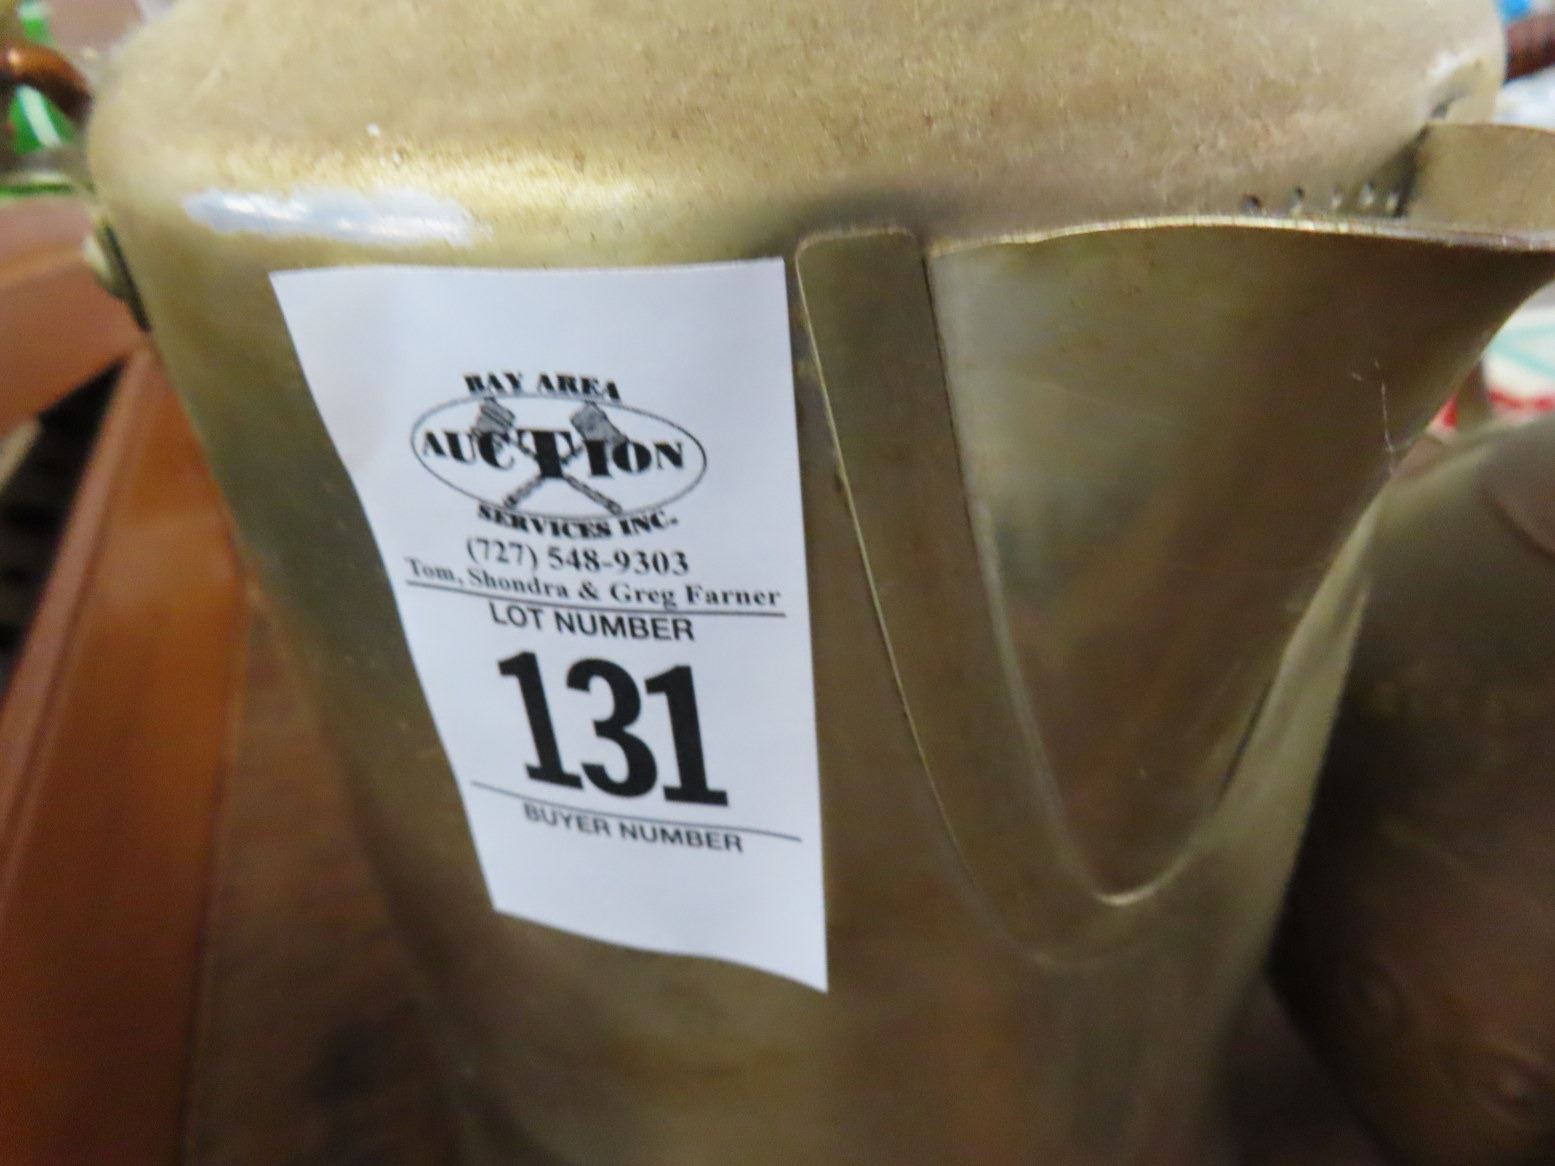 BAY AREA
AUCTION
SERVICES INC.
(727) 548-9303
Tom, Shondra & Greg Farner
LOT NUMBER
131
BUYER NUMBER